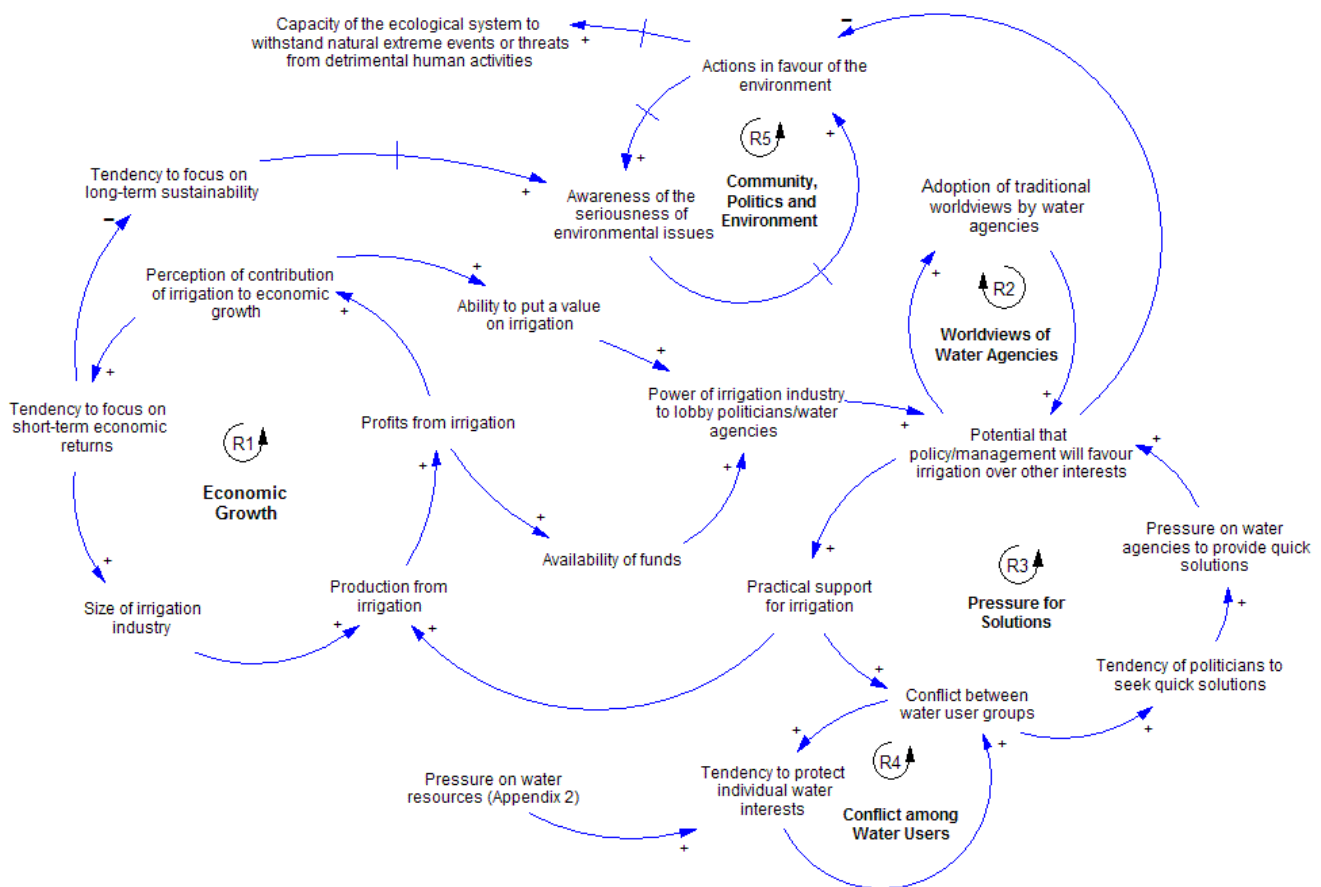 Capacity of the ecological system to
withstand natural extreme events or threats
from detrimental human activities
+
−
Actions in favour of the
environment
+
R5
Community,
Politics and
Environment
Tendency to focus on
long-term sustainability
−
+
+
Awareness of the
seriousness of
environmental issues
Adoption of traditional
worldviews by water
agencies
+
R2
Worldviews of
Water Agencies
+
Perception of contribution
of irrigation to economic
growth
+
+
Ability to put a value
on irrigation
+
Power of irrigation industry
to lobby politicians/water
agencies
+
+
Potential that
policy/management will favour
irrigation over other interests
+
+
Tendency to focus on
short-term economic
returns
+
R1
Economic
Growth
Profits from irrigation
+
+
Availability of funds
Pressure on water
agencies to provide quick
solutions
+
R3
Pressure for
Solutions
+
Size of irrigation
industry
+
Production from
irrigation
+
Practical support
for irrigation
+
Tendency of politicians to
seek quick solutions
+
Conflict between
water user groups
+
+
R4
Conflict among
Water Users
Pressure on water
resources (Appendix 2)
+
Tendency to protect
individual water
interests